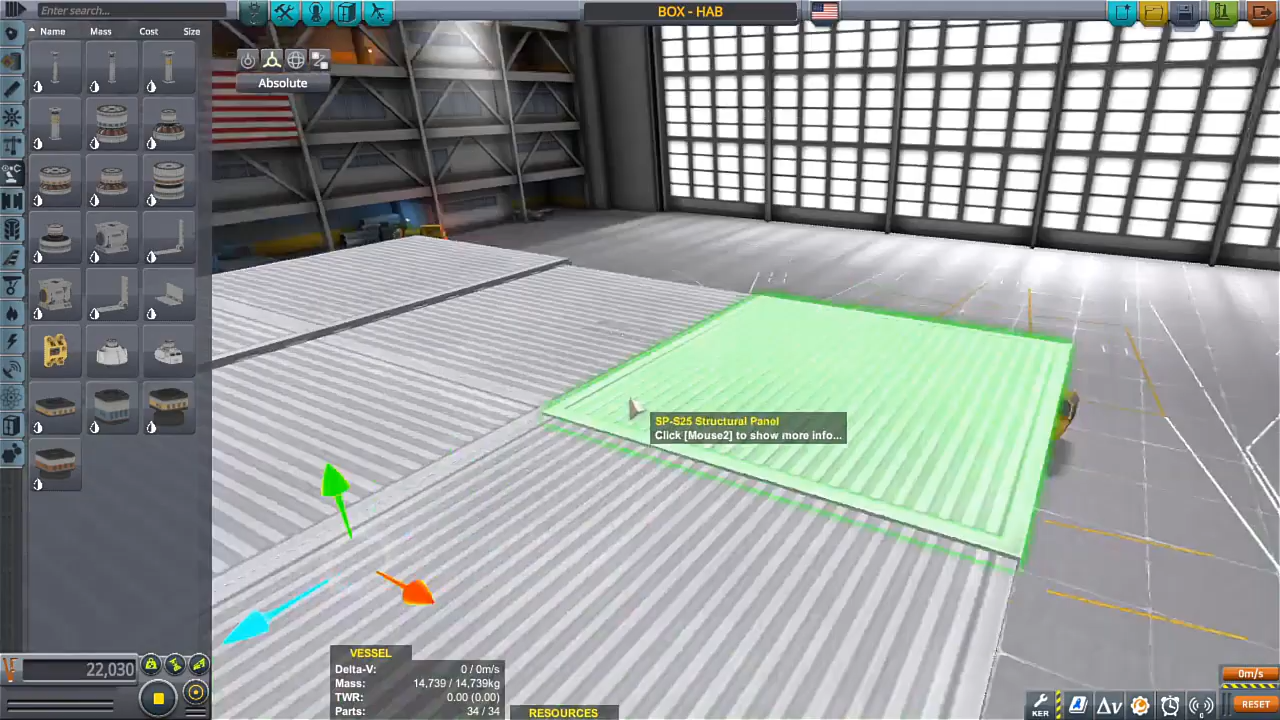 Enter search...
BOX - HAB
Name Mass Cost Size
Absolute
SP-S25 Structural Panel
Click [Mouse2] to show more info...
22,030
VESSEL
Delta-V: 0 / 0m/s
Mass: 14,739 / 14,739kg
TWR: 0.00 (0.00)
Parts: 34 / 34
RESOURCES
0m/s
KER
Δv
RESET